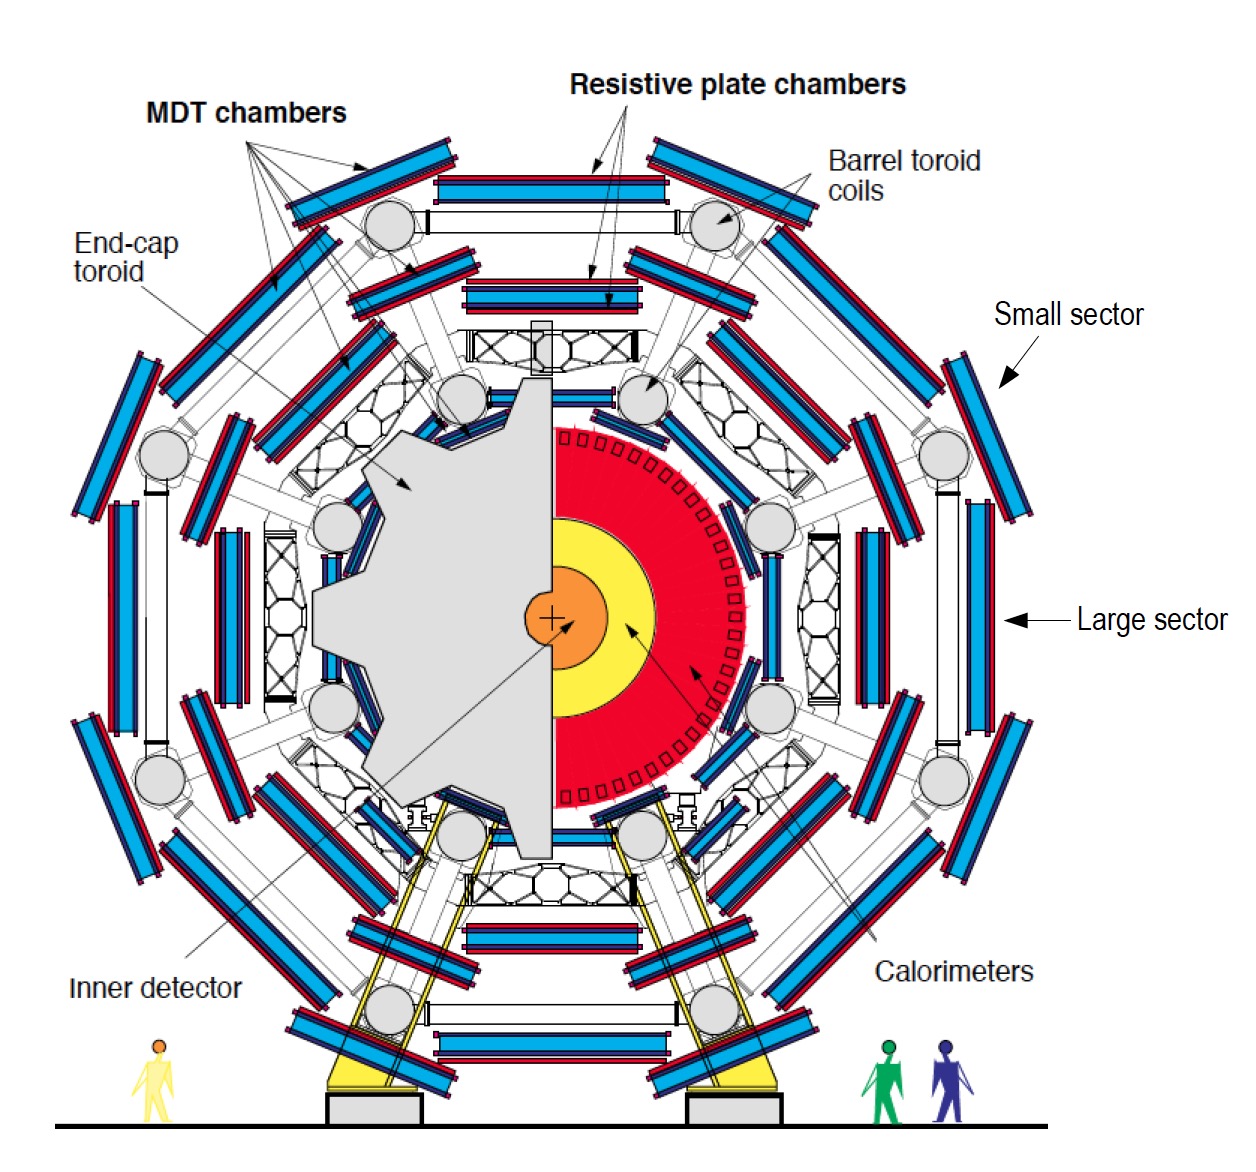 Resistive plate chambers
MDT chambers
Barrel toroid
coils
End-cap
toroid
Small sector
Large sector
Inner detector
Calorimeters